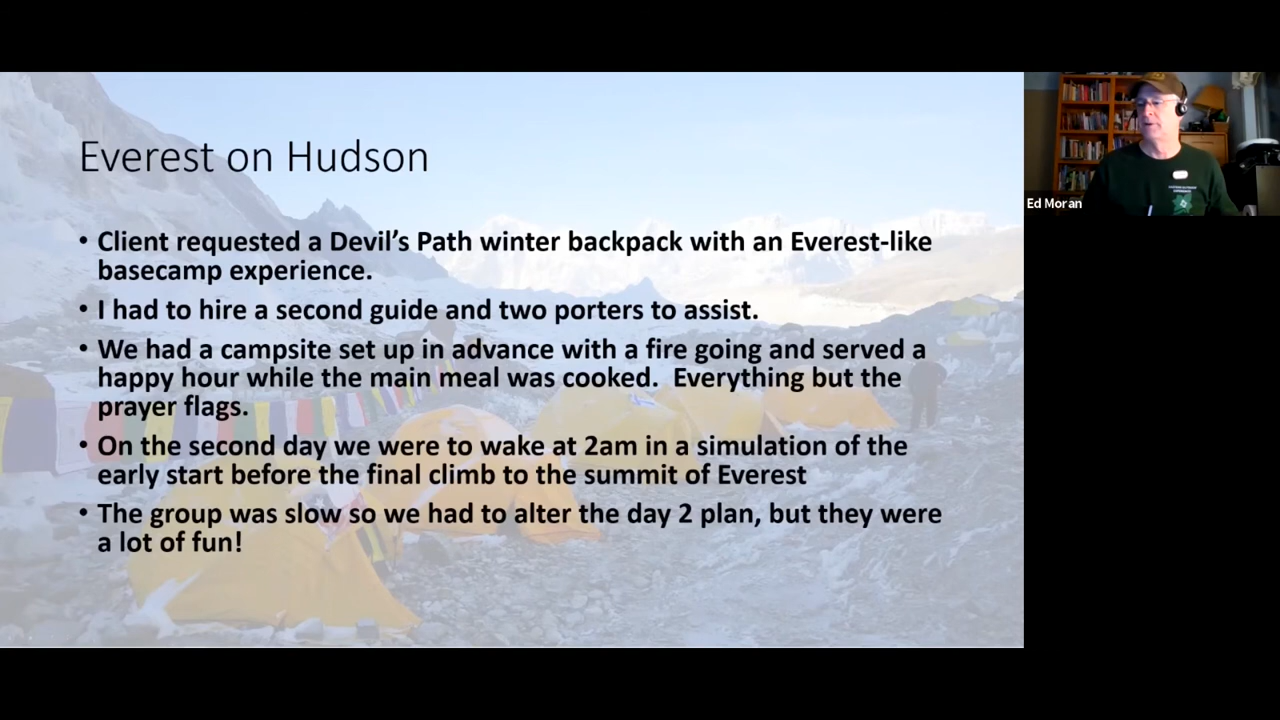 Everest on Hudson
• Client requested a Devil’s Path winter backpack with an Everest-like
basecamp experience.
• I had to hire a second guide and two porters to assist.
• We had a campsite set up in advance with a fire going and served a
happy hour while the main meal was cooked.  Everything but the
prayer flags.
• On the second day we were to wake at 2am in a simulation of the
early start before the final climb to the summit of Everest
• The group was slow so we had to alter the day 2 plan, but they were
a lot of fun!
Ed Moran